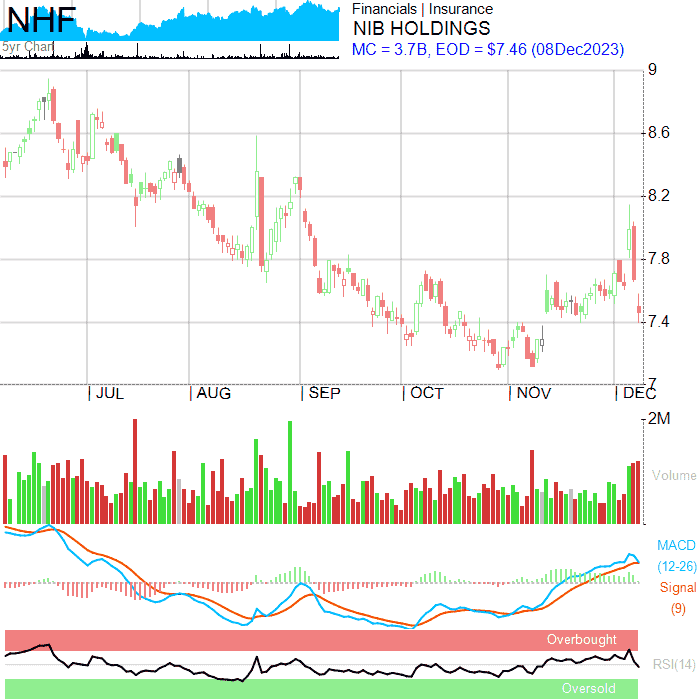 NHF
5yr Chart
Financials | Insurance
NIB HOLDINGS
MC = 3.7B, EOD = $7.46 (08Dec2023)
9
8.6
8.2
7.8
7.4
7
JUL AUG SEP OCT NOV DEC
2M
Volume
MACD
(12-26)
Signal
(9)
Overbought
RSI(14)
Oversold